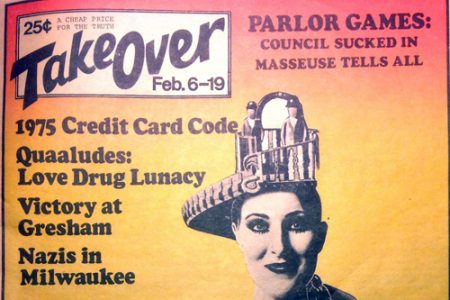 25¢
A CHEAP PRICE
FOR THE TRUTH
TakeOver
Feb. 6-19
PARLOR GAMES:
COUNCIL SUCKED IN
MASSEUSE TELLS ALL
1975 Credit Card Code
Quaaludes:
Love Drug Lunacy
Victory at
Gresham
Nazis in
Milwaukee